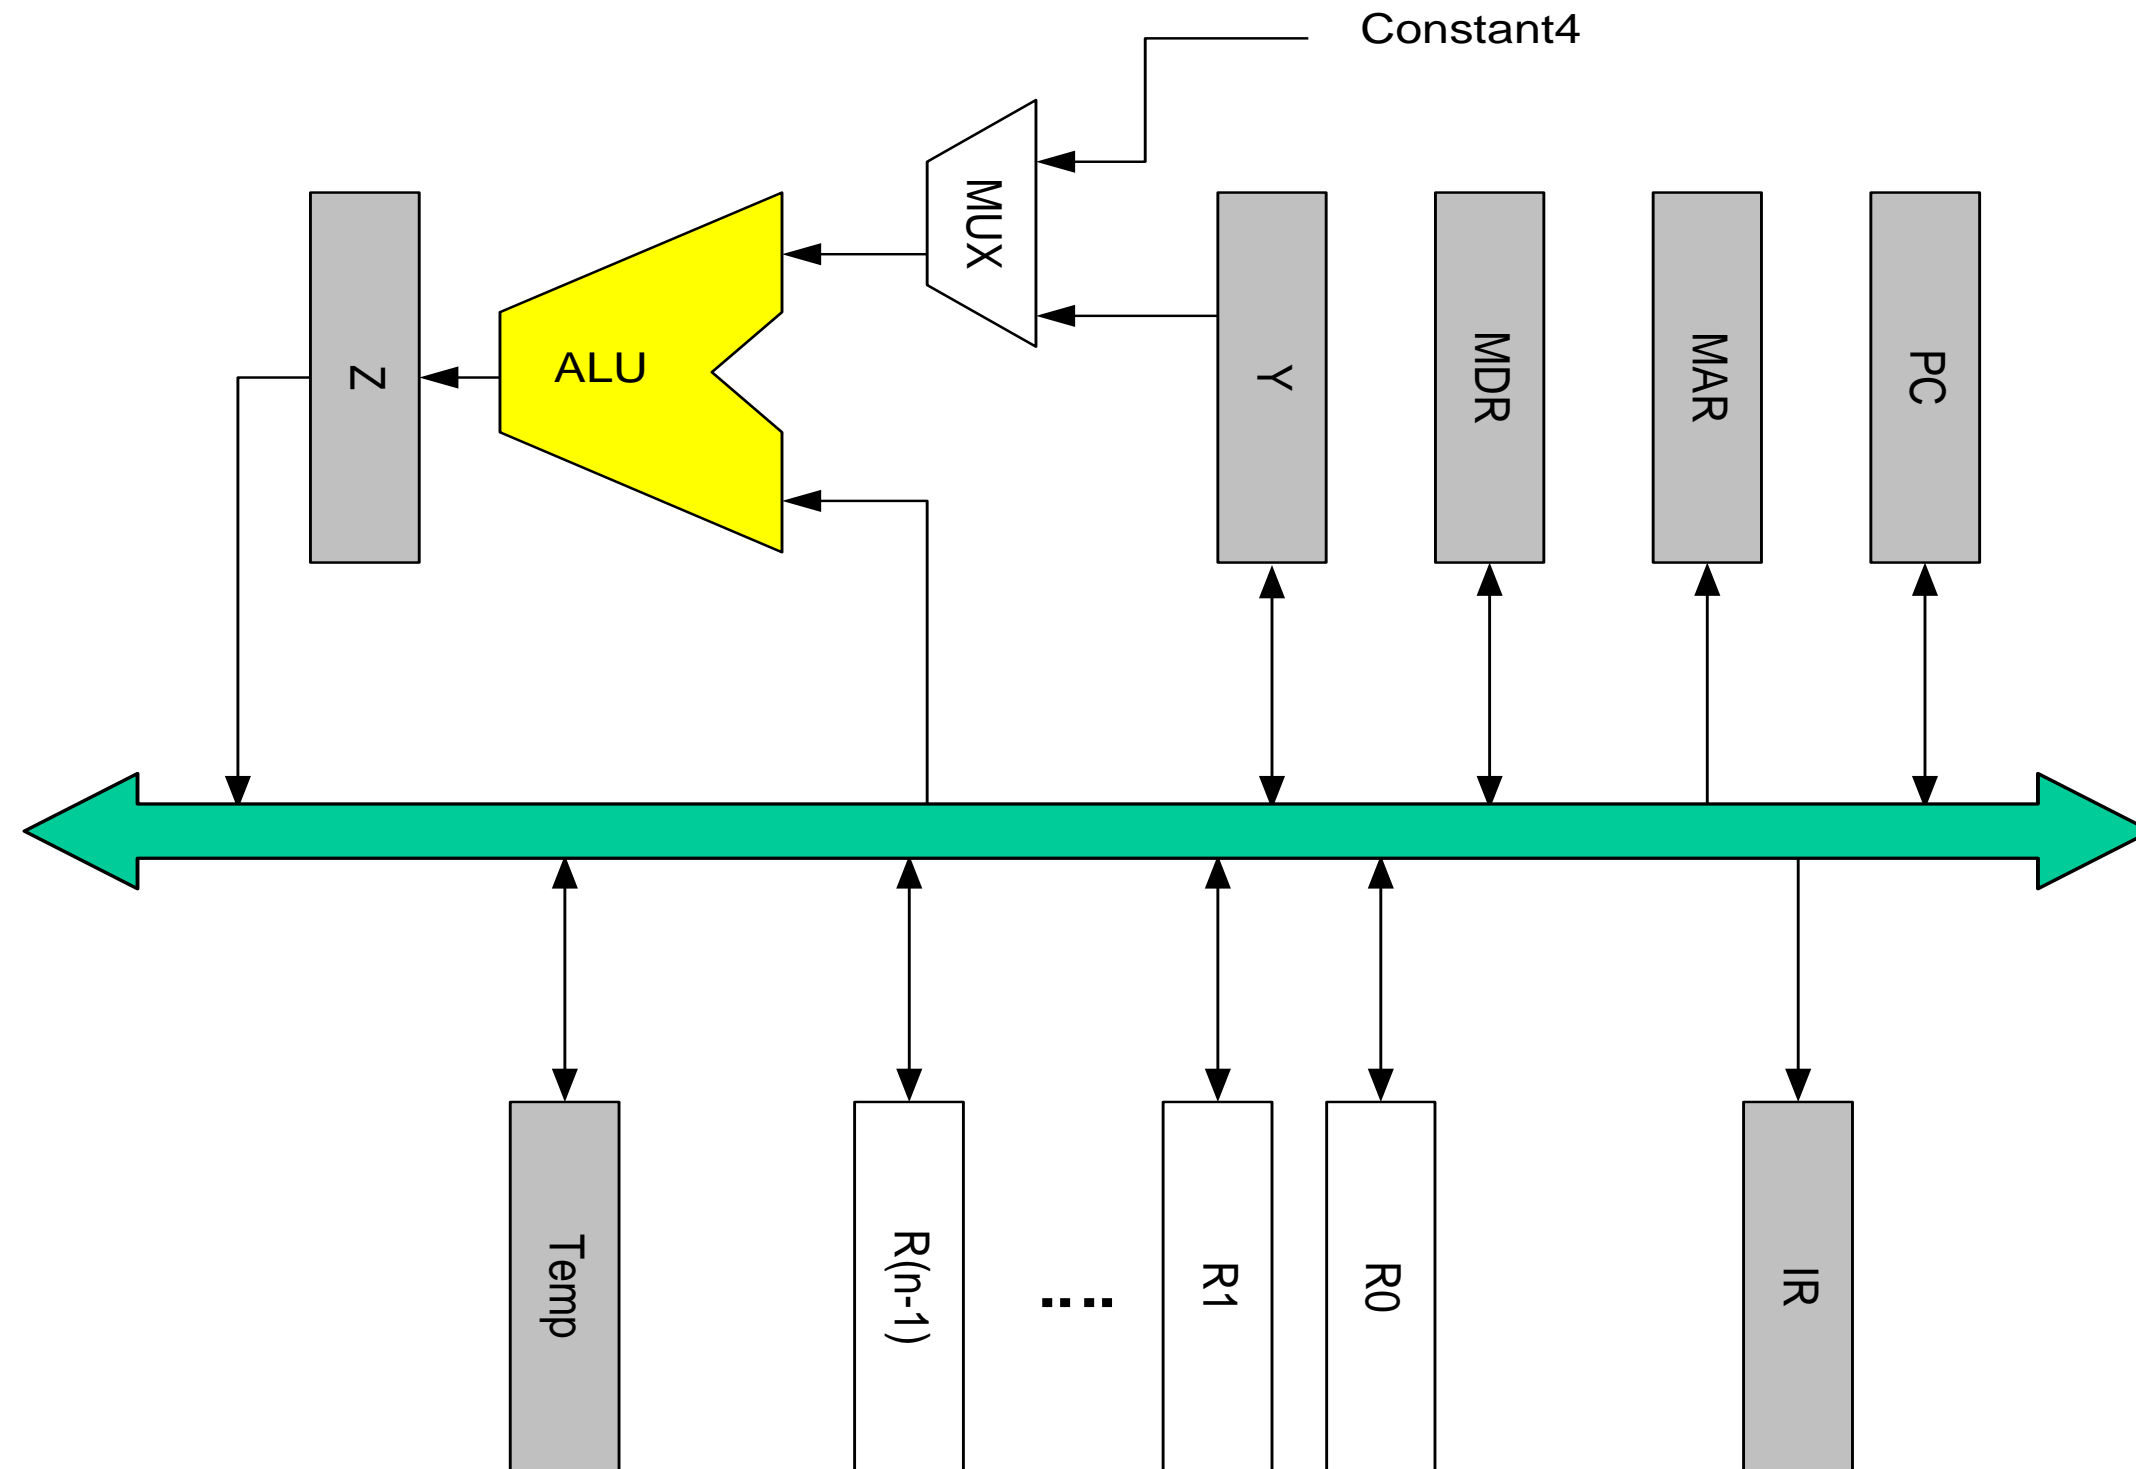 Constant4
MUX
Z
ALU
Y
MDR
MAR
PC
Temp
R(n-1)
....
R1
R0
IR